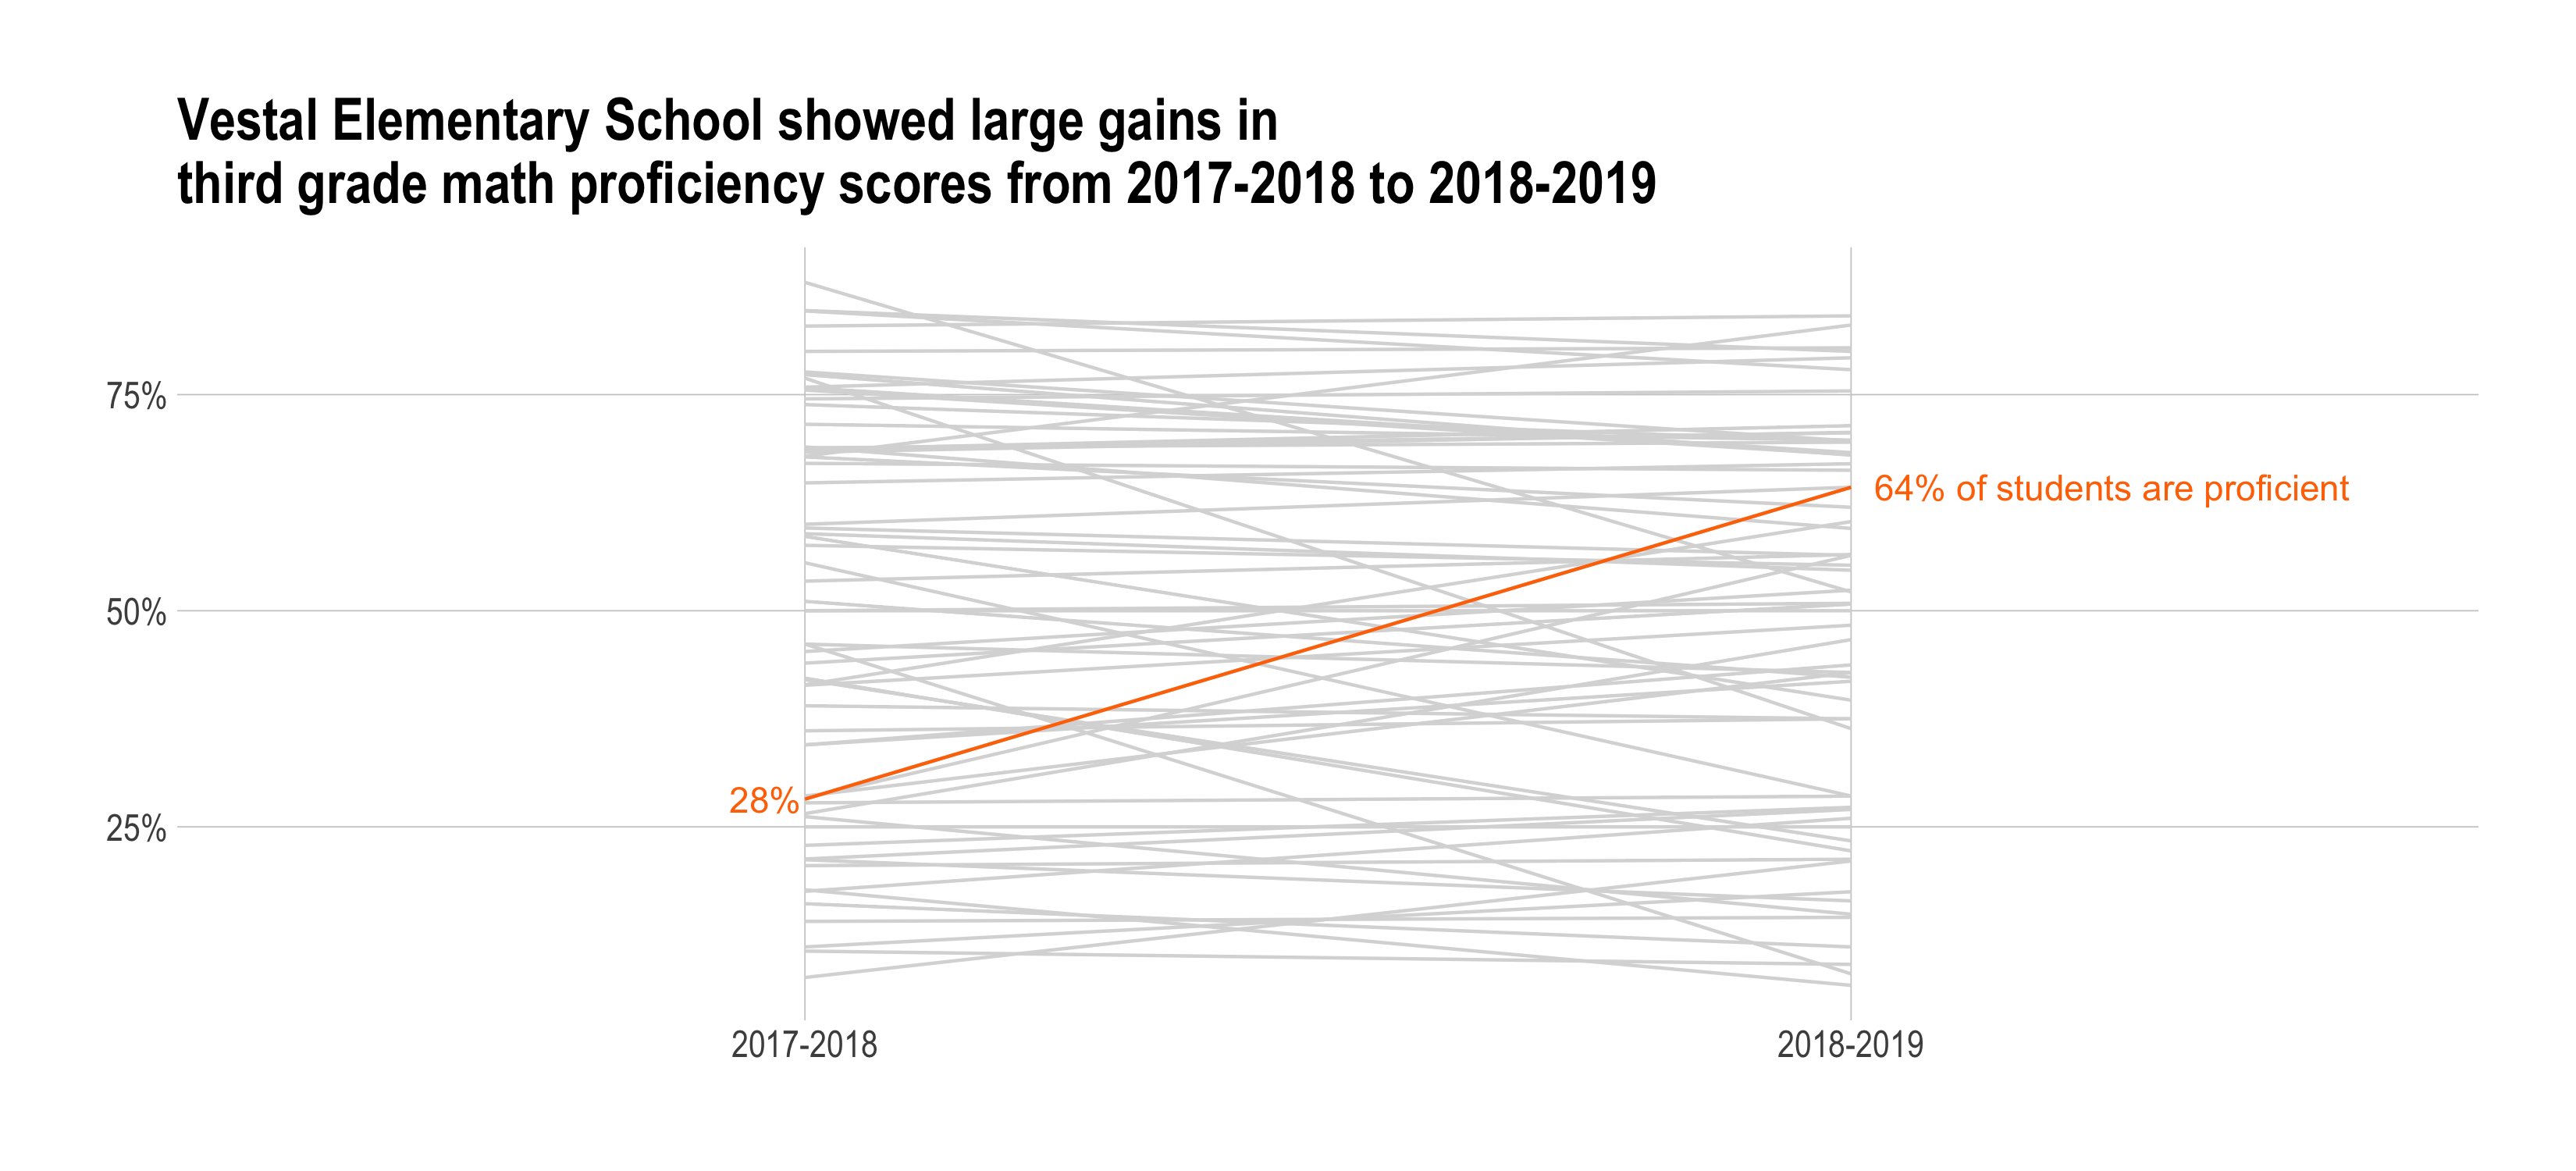 Vestal Elementary School showed large gains in
third grade math proficiency scores from 2017-2018 to 2018-2019
75%
64% of students are proficient
50%
28%
25%
2017-2018
2018-2019